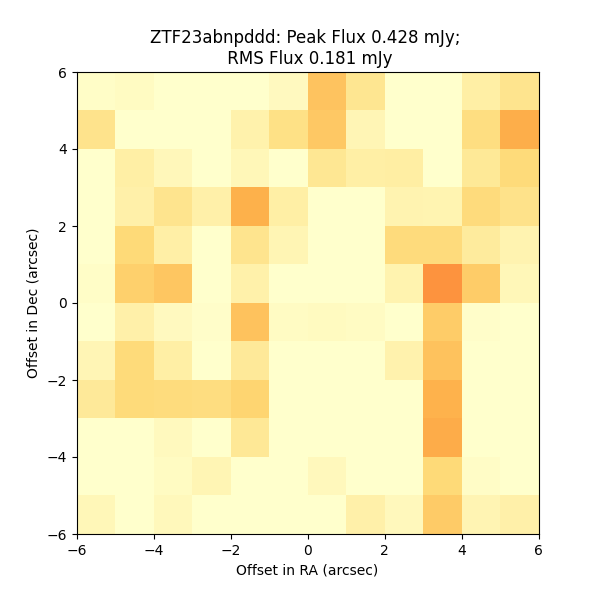 ZTF23abnpddd: Peak Flux 0.428 mJy;
RMS Flux 0.181 mJy
6
4
2
0
−2
−4
−6
Offset in Dec (arcsec)
−6 −4 −2 0 2 4 6
Offset in RA (arcsec)